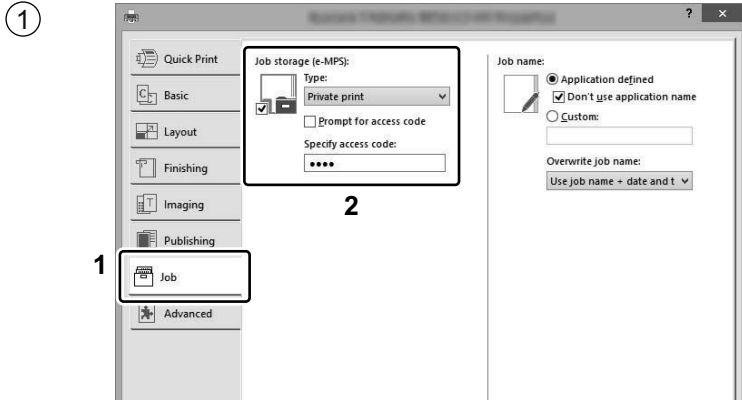 1
?
×
Quick Print
Basic
Layout
Finishing
Imaging
Publishing
1
Job
Advanced
Job storage (e-MPS):
Type:
Private print
Prompt for access code
Specify access code:
••••
2
Job name:
Application defined
Don't use application name
Custom:
Overwrite job name:
Use job name + date and t